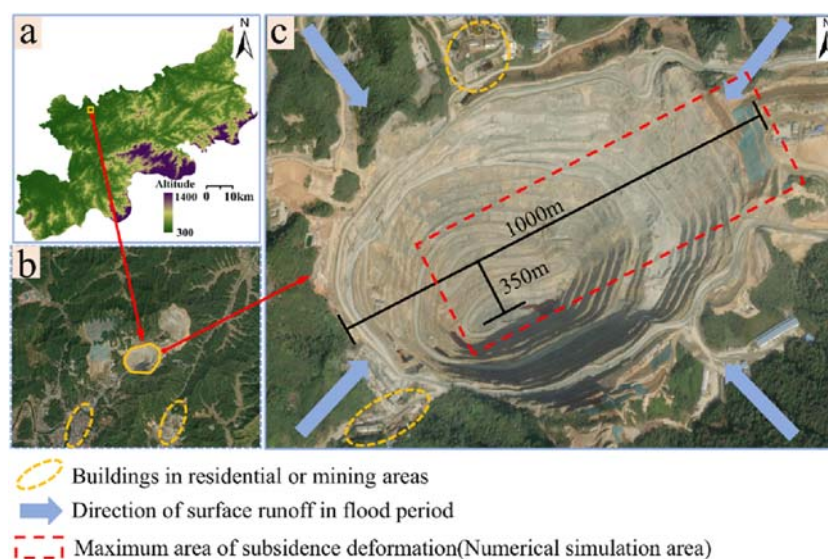 a
N
Altitude
1400
300
0 10km
b
c
N
1000m
350m
Buildings in residential or mining areas
Direction of surface runoff in flood period
Maximum area of subsidence deformation(Numerical simulation area)